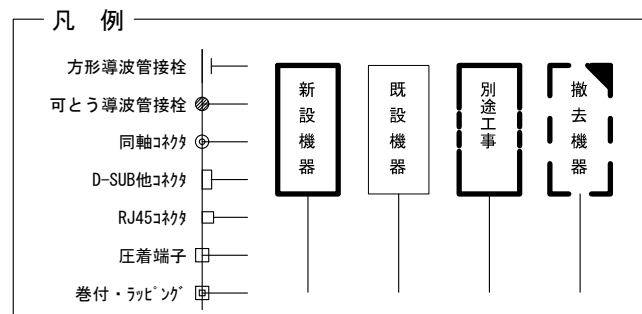 凡 例
方形導波管接栓
可とう導波管接栓
同軸ｺﾈｸﾀ
D-SUB他ｺﾈｸﾀ
RJ45ｺﾈｸﾀ
圧着端子
巻付・ﾗｯﾋﾟﾝｸﾞ
新設機器
既設機器
別途工事
撤去機器